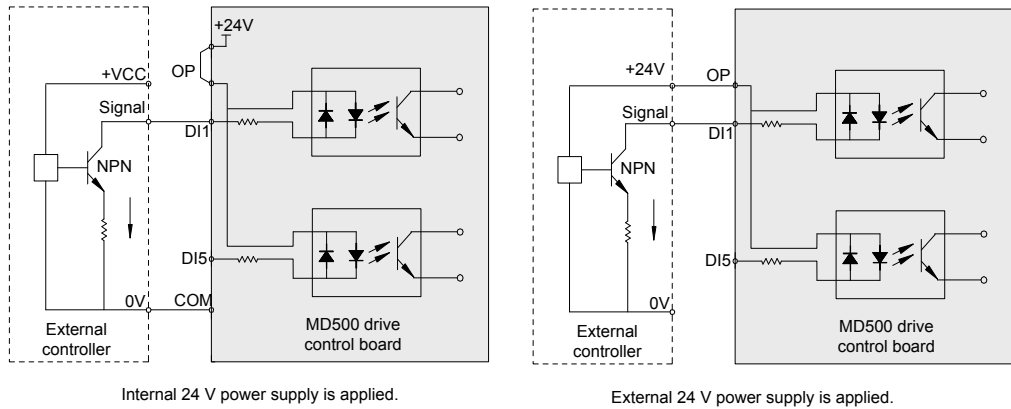 +24V
OP
+VCC
Signal
DI1
NPN
DI5
0V
COM
External
controller
MD500 drive
control board
Internal 24 V power supply is applied.
+24V
OP
Signal
DI1
NPN
DI5
0V
External
controller
MD500 drive
control board
External 24 V power supply is applied.